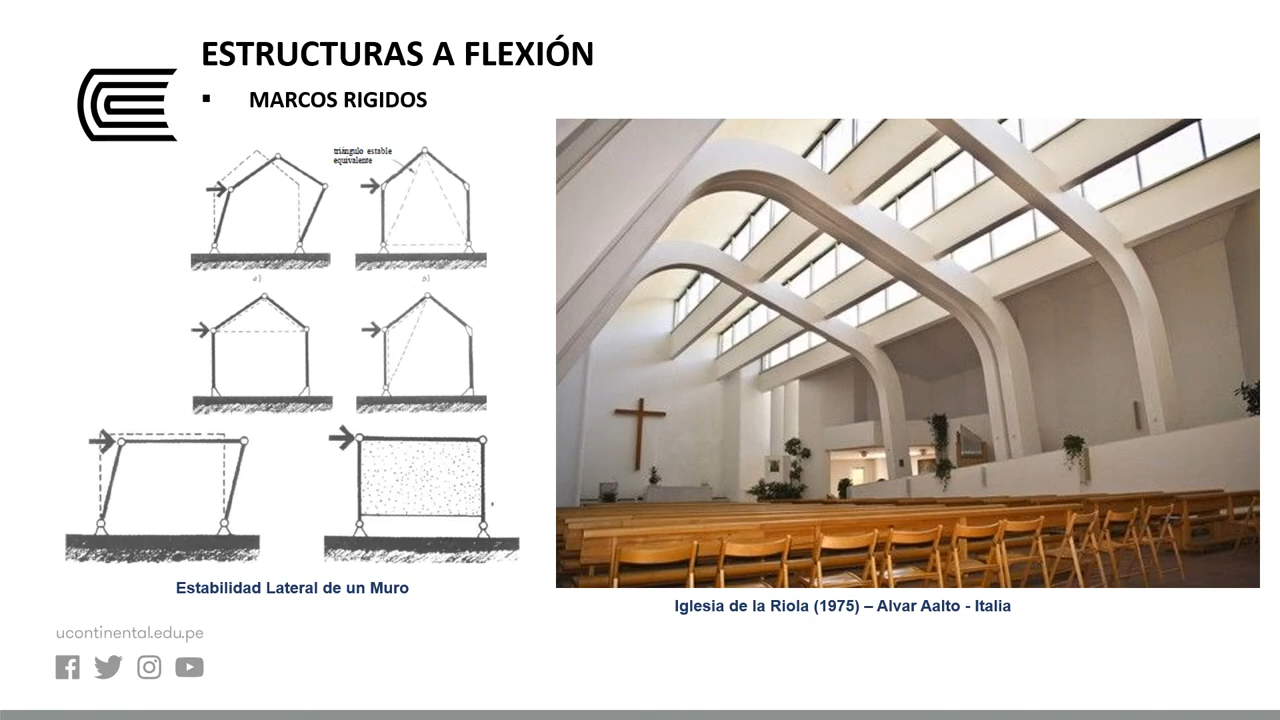 ESTRUCTURAS A FLEXIÓN
▪ MARCOS RIGIDOS
triángulo estable
equivalente
a)
b)
Estabilidad Lateral de un Muro
Iglesia de la Riola (1975) – Alvar Aalto - Italia
ucontinental.edu.pe